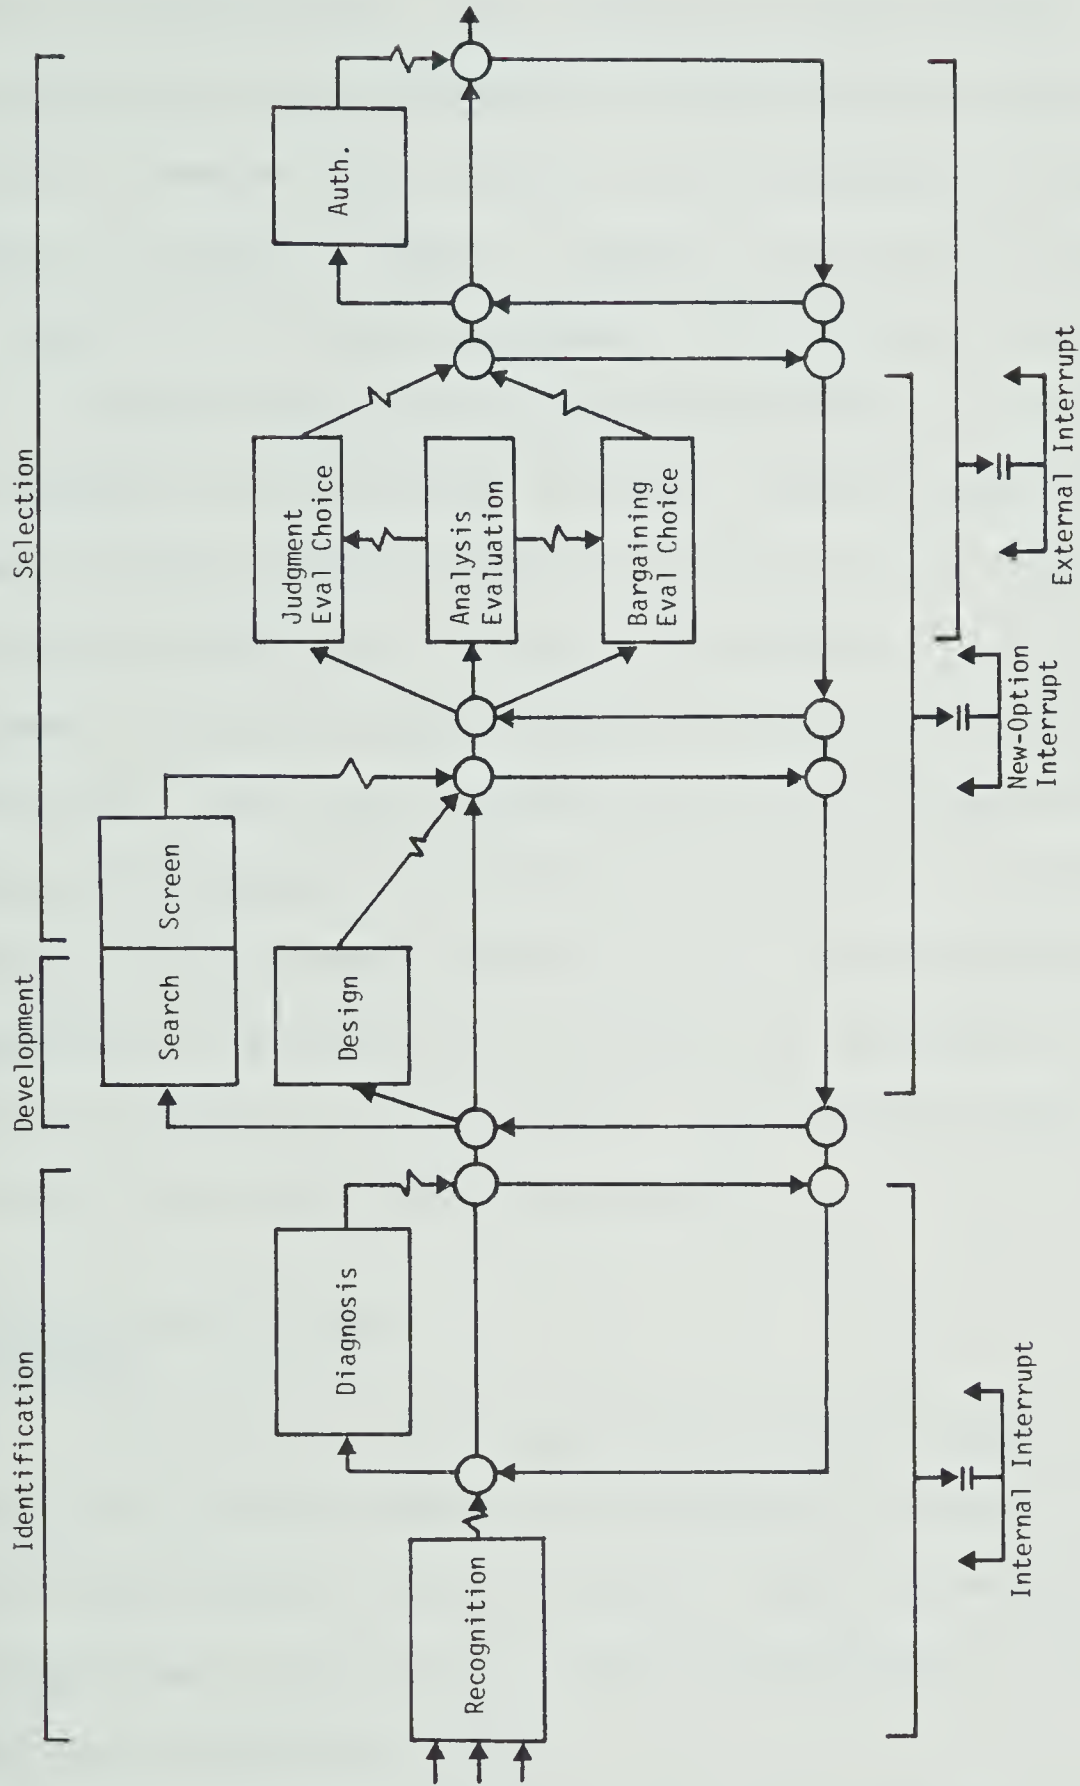 Identification
Development
Selection
Recognition
Diagnosis
Search
Screen
Design
Judgment
Eval Choice
Analysis
Evaluation
Bargaining
Eval Choice
Auth.
Internal Interrupt
New-Option
Interrupt
External Interrupt